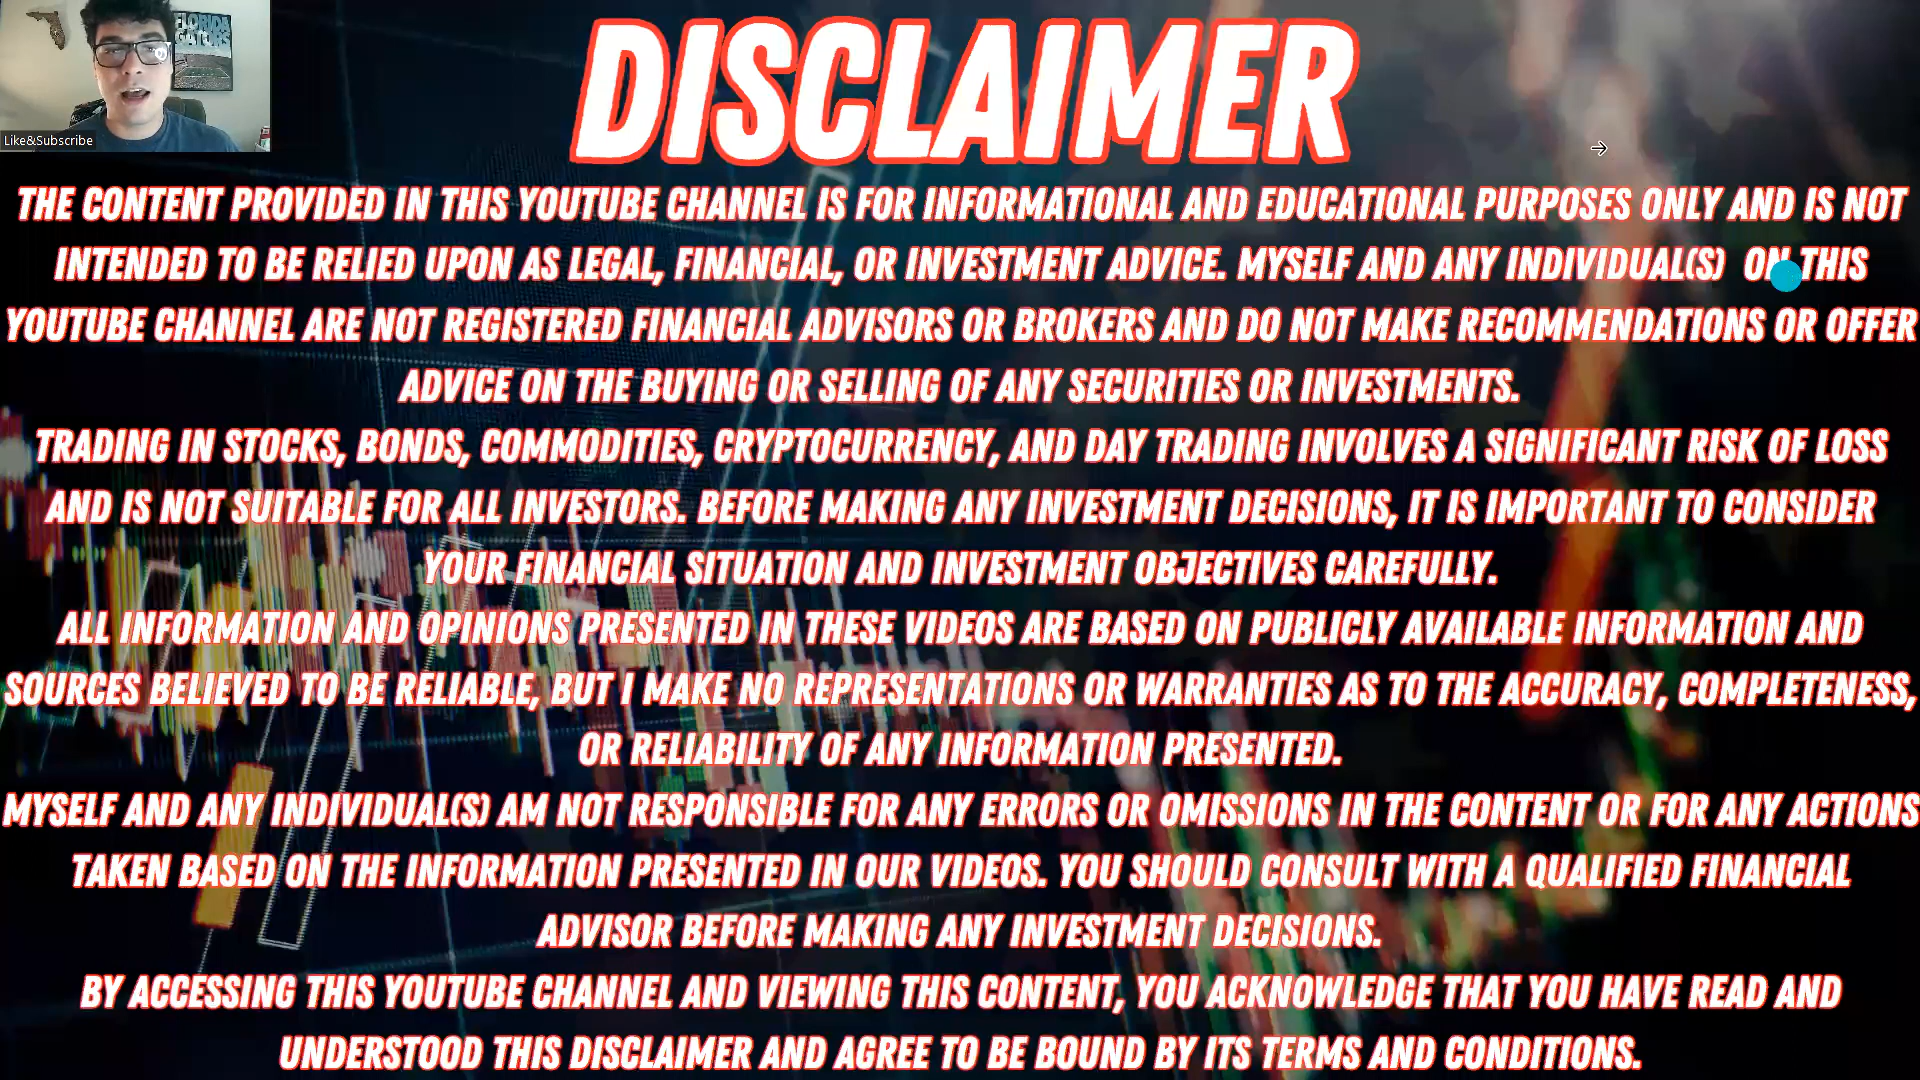 FLORIDA
GATORS
Like&Subscribe
DISCLAIMER
THE CONTENT PROVIDED IN THIS YOUTUBE CHANNEL IS FOR INFORMATIONAL AND EDUCATIONAL PURPOSES ONLY AND IS NOT
INTENDED TO BE RELIED UPON AS LEGAL, FINANCIAL, OR INVESTMENT ADVICE. MYSELF AND ANY INDIVIDUAL(S) ON THIS
YOUTUBE CHANNEL ARE NOT REGISTERED FINANCIAL ADVISORS OR BROKERS AND DO NOT MAKE RECOMMENDATIONS OR OFFER
ADVICE ON THE BUYING OR SELLING OF ANY SECURITIES OR INVESTMENTS.
TRADING IN STOCKS, BONDS, COMMODITIES, CRYPTOCURRENCY, AND DAY TRADING INVOLVES A SIGNIFICANT RISK OF LOSS
AND IS NOT SUITABLE FOR ALL INVESTORS. BEFORE MAKING ANY INVESTMENT DECISIONS, IT IS IMPORTANT TO CONSIDER
YOUR FINANCIAL SITUATION AND INVESTMENT OBJECTIVES CAREFULLY.
ALL INFORMATION AND OPINIONS PRESENTED IN THESE VIDEOS ARE BASED ON PUBLICLY AVAILABLE INFORMATION AND
SOURCES BELIEVED TO BE RELIABLE, BUT I MAKE NO REPRESENTATIONS OR WARRANTIES AS TO THE ACCURACY, COMPLETENESS,
OR RELIABILITY OF ANY INFORMATION PRESENTED.
MYSELF AND ANY INDIVIDUAL(S) AM NOT RESPONSIBLE FOR ANY ERRORS OR OMISSIONS IN THE CONTENT OR FOR ANY ACTIONS
TAKEN BASED ON THE INFORMATION PRESENTED IN OUR VIDEOS. YOU SHOULD CONSULT WITH A QUALIFIED FINANCIAL
ADVISOR BEFORE MAKING ANY INVESTMENT DECISIONS.
BY ACCESSING THIS YOUTUBE CHANNEL AND VIEWING THIS CONTENT, YOU ACKNOWLEDGE THAT YOU HAVE READ AND
UNDERSTOOD THIS DISCLAIMER AND AGREE TO BE BOUND BY ITS TERMS AND CONDITIONS.